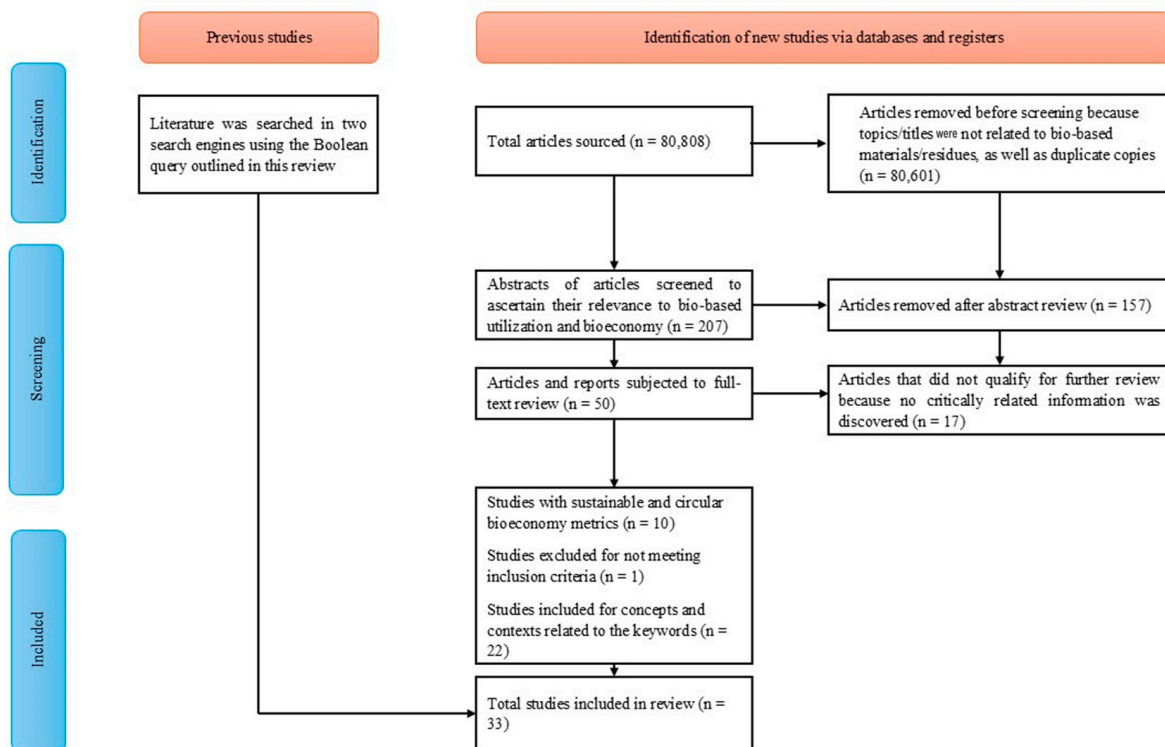 Previous studies
Identification of new studies via databases and registers
Identification
Literature was searched in two
search engines using the Boolean
query outlined in this review
Total articles sourced (n = 80,808)
Articles removed before screening because
topics/titles were not related to bio-based
materials/residues, as well as duplicate copies
(n = 80,601)
Screening
Abstracts of articles screened to
ascertain their relevance to bio-based
utilization and bioeconomy (n = 207)
Articles removed after abstract review (n = 157)
Articles and reports subjected to full-
text review (n = 50)
Articles that did not qualify for further review
because no critically related information was
discovered (n = 17)
Included
Studies with sustainable and circular
bioeconomy metrics (n = 10)
Studies excluded for not meeting
inclusion criteria (n = 1)
Studies included for concepts and
contexts related to the keywords (n =
22)
Total studies included in review (n =
33)